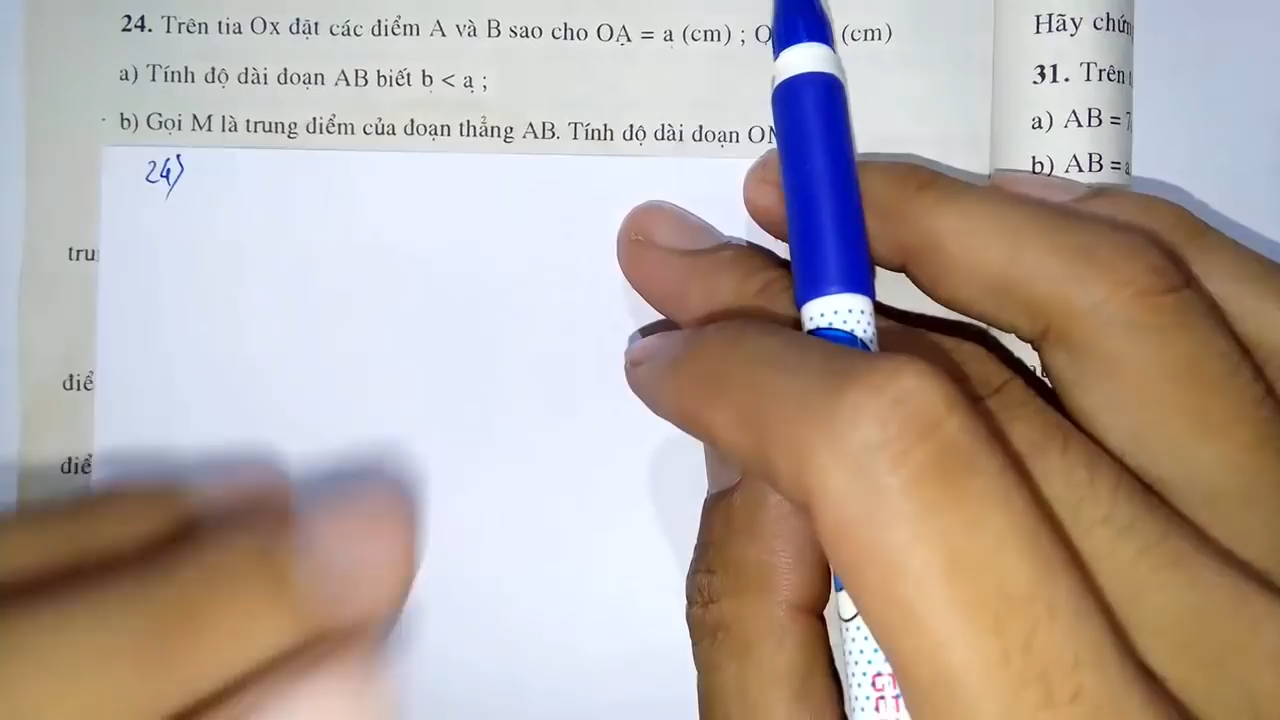 24. Trên tia Ox đặt các điểm A và B sao cho OA = a (cm) ; O (cm)
a) Tính độ dài đoạn AB biết b < a ;
b) Gọi M là trung điểm của đoạn thẳng AB. Tính độ dài đoạn
24)
tru
điể
điể
Hãy chứn
31. Trên
a) AB = 7
b) AB = a